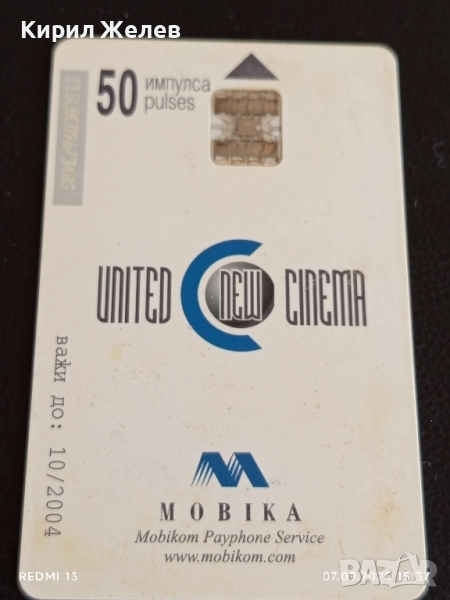 Кирил Желев
50 импулса
pulses
UNITED NEW CINEMA
важи до: 10/2004
MOBIKA
Mobikom Payphone Service
www.mobikom.com
REDMI 13
BAZAR